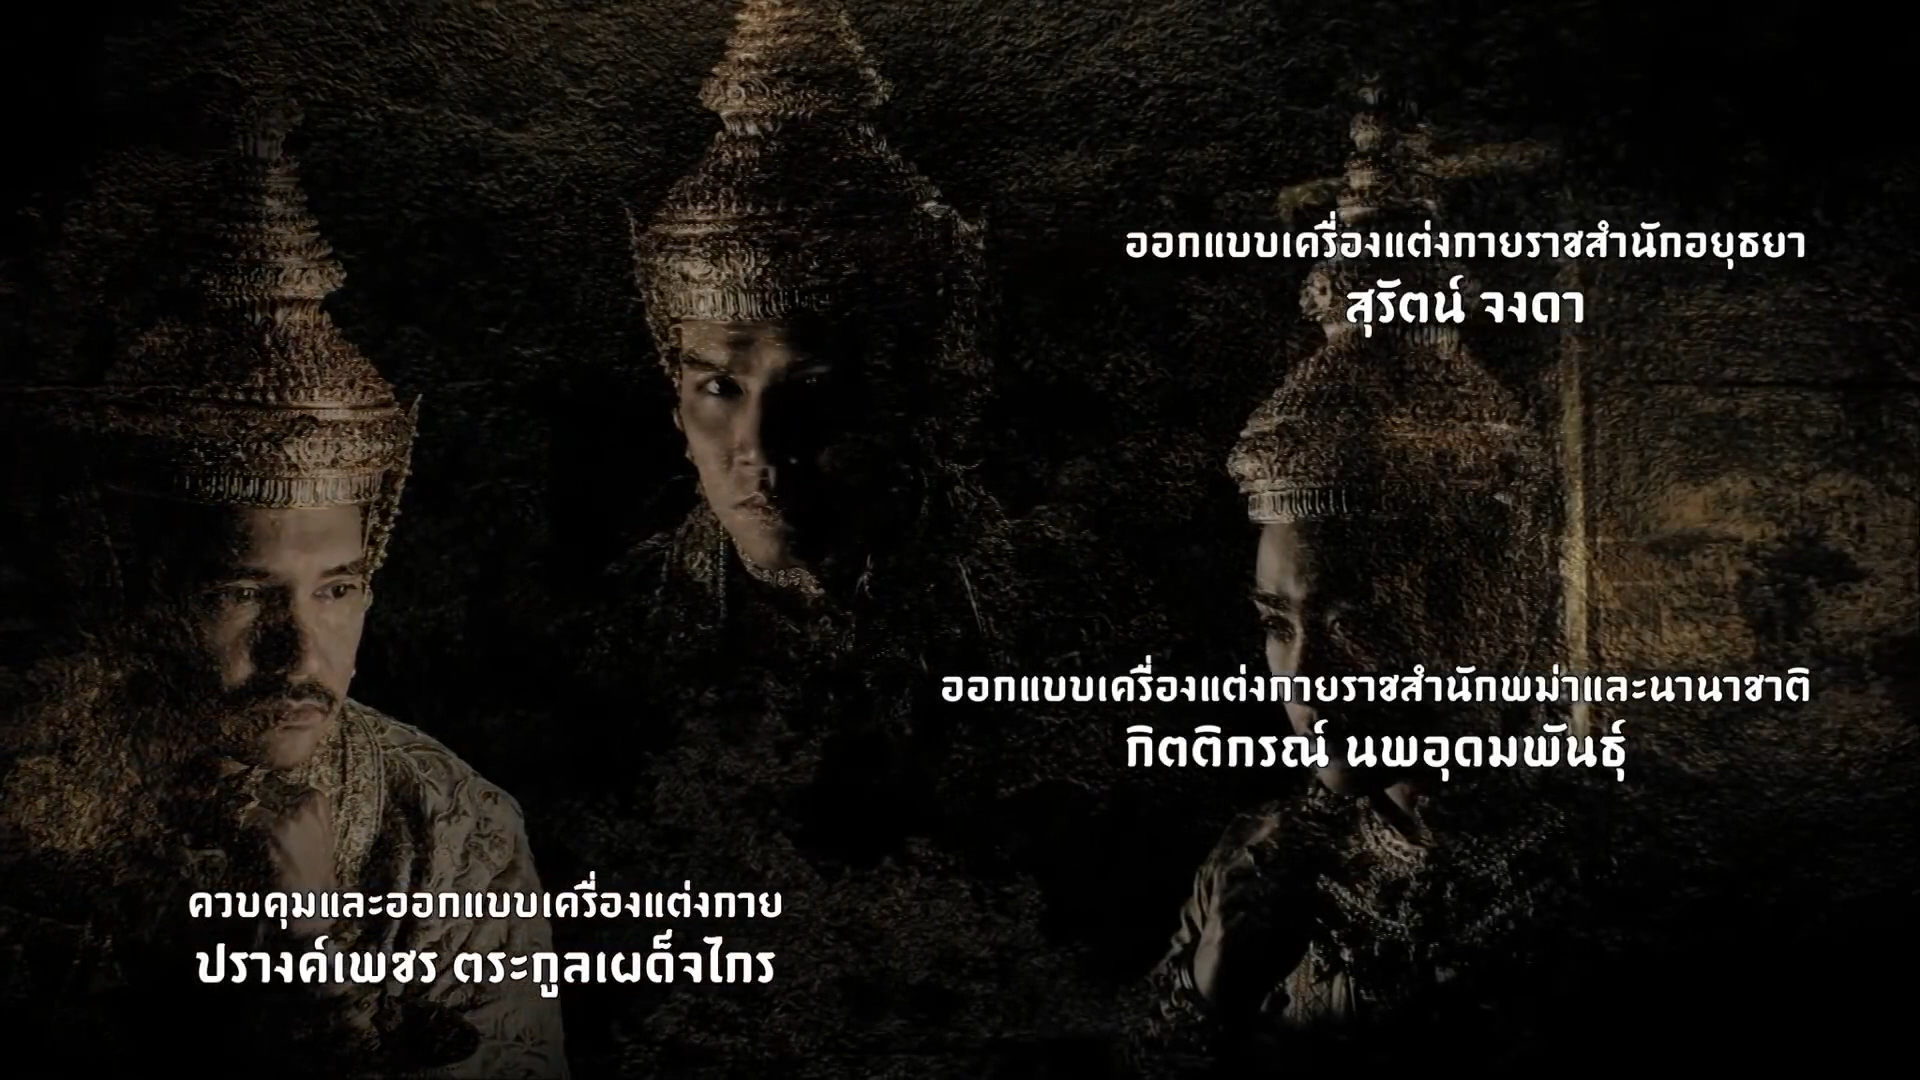 ออกแบบเครื่องแต่งกายราชสำนักอยุธยา
สุรัตน์ จงดา
ออกแบบเครื่องแต่งกายราชสำนักพม่าและนานาชาติ
กิตติกรณ์ นพอุดมพันธุ์
ควบคุมและออกแบบเครื่องแต่งกาย
ปรางค์เพชร ตระกูลเผด็จไกร